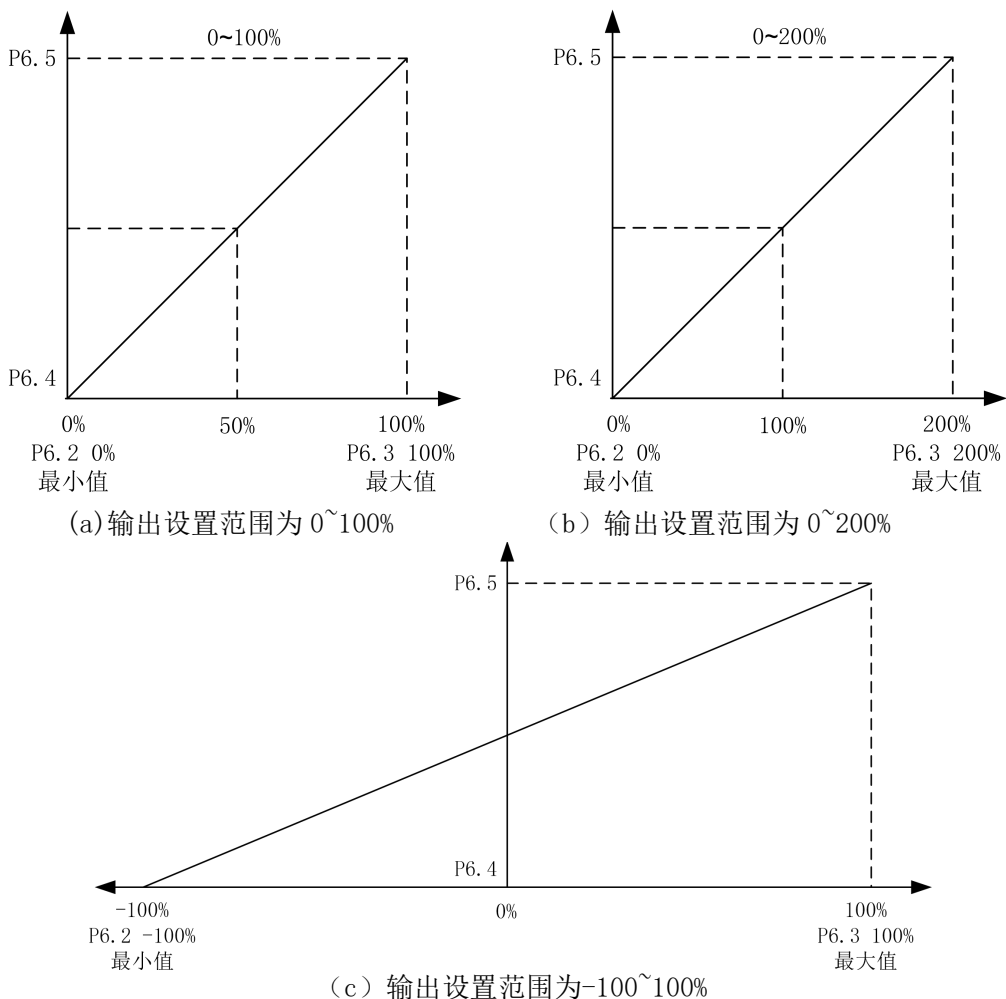 0~100%
P6.5
P6.4
0%
50%
100%
P6.2 0%
P6.3 100%
最小值
最大值
(a)输出设置范围为 0~100%
0~200%
P6.5
P6.4
0%
100%
200%
P6.2 0%
P6.3 200%
最小值
最大值
（b）输出设置范围为 0~200%
P6.5
P6.4
-100%
0%
100%
P6.2 -100%
P6.3 100%
最小值
最大值
（c）输出设置范围为-100~100%